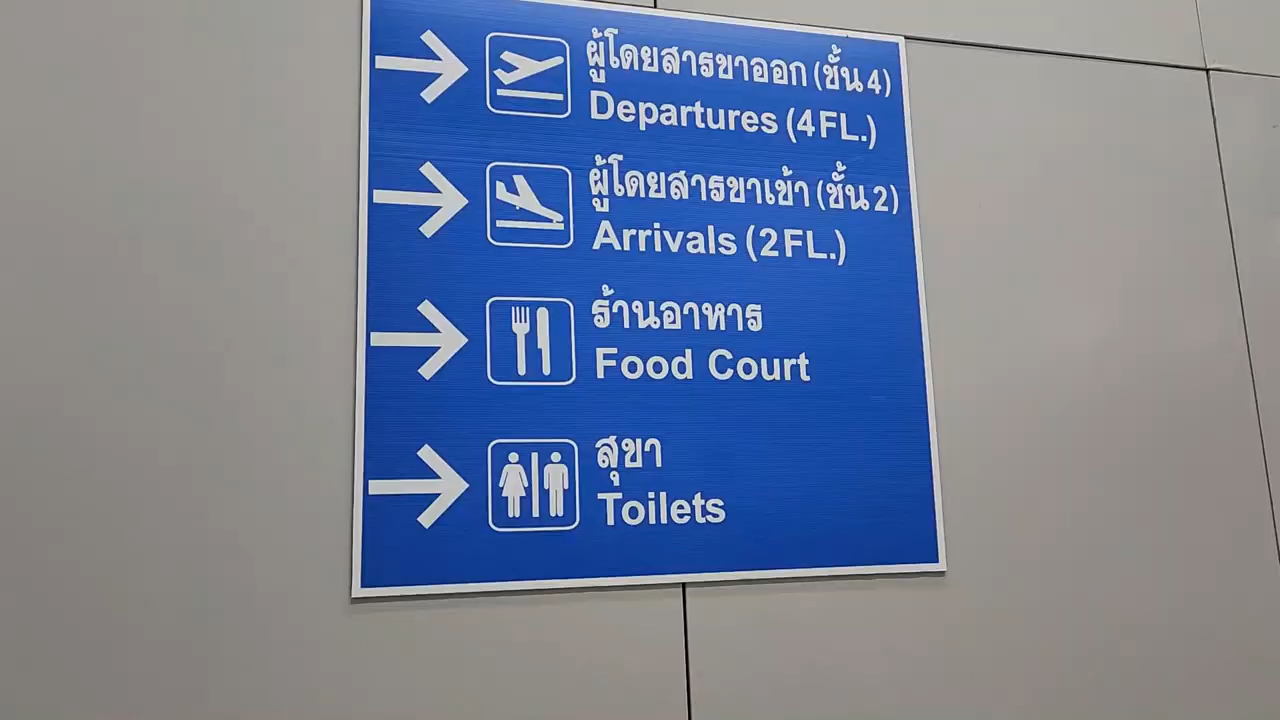 ผู้โดยสารขาออก (ชั้น 4)
Departures (4 FL.)
ผู้โดยสารขาเข้า (ชั้น 2)
Arrivals (2 FL.)
ร้านอาหาร
Food Court
สุขา
Toilets